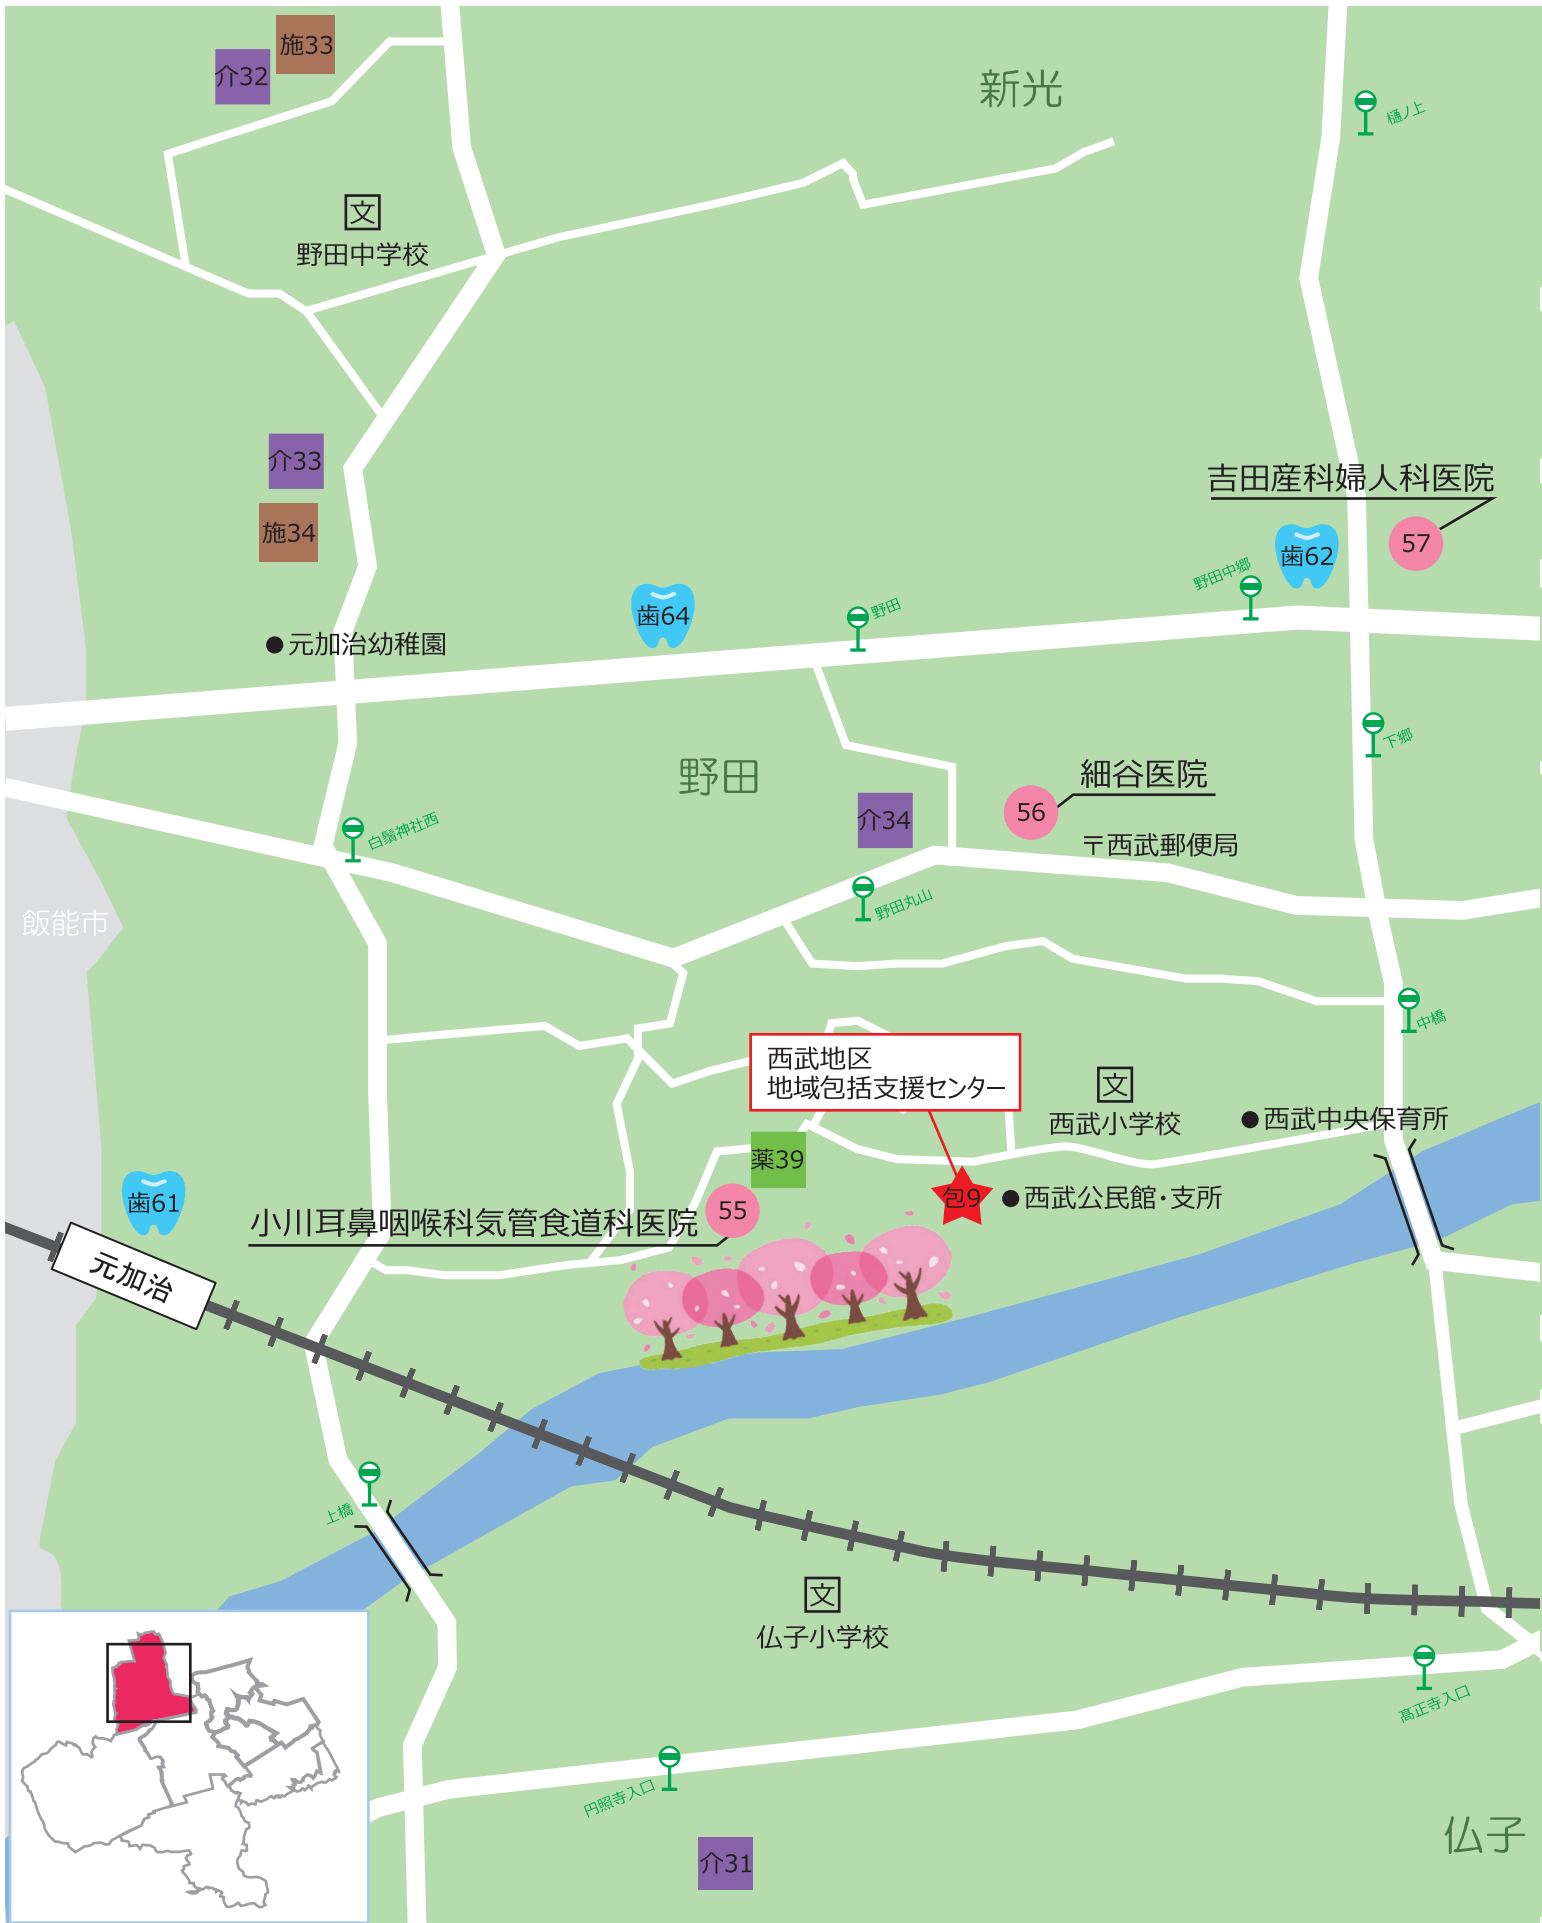 施33
介32
新光
樋ノ上
文
野田中学校
介33
施34
吉田産科婦人科医院
57
歯62
野田中郷
歯64
野田
元加治幼稚園
下郷
野田
細谷医院
56
介34
〒西武郵便局
白鬚神社西
野田丸山
飯能市
中橋
西武地区
地域包括支援センター
文
西武小学校
西武中央保育所
薬39
包9
西武公民館・支所
歯61
小川耳鼻咽喉科気管食道科医院
55
元加治
上橋
文
仏子小学校
高正寺入口
円照寺入口
仏子
介31